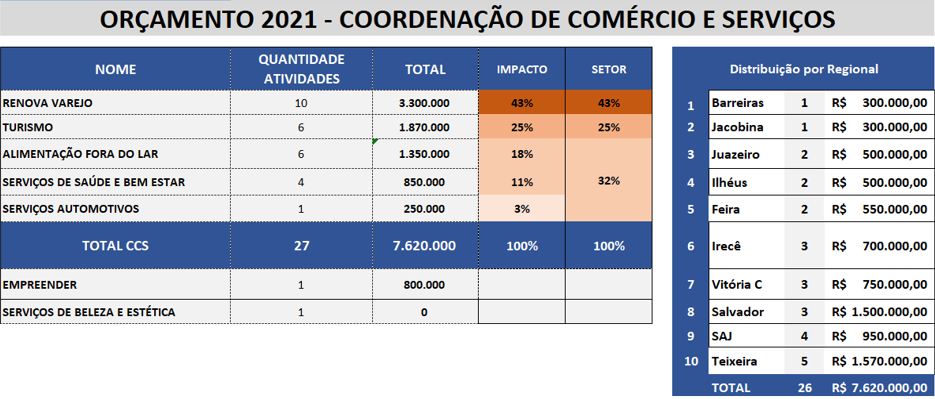 ORÇAMENTO 2021 - COORDENAÇÃO DE COMÉRCIO E SERVIÇOS
NOME QUANTIDADE ATIVIDADES TOTAL IMPACTO SETOR
RENOVA VAREJO 10 3.300.000 43% 43%
TURISMO 6 1.870.000 25% 25%
ALIMENTAÇÃO FORA DO LAR 6 1.350.000 18%
SERVIÇOS DE SAÚDE E BEM ESTAR 4 850.000 11% 32%
SERVIÇOS AUTOMOTIVOS 1 250.000 3%
TOTAL CCS 27 7.620.000 100% 100%
EMPREENDER 1 800.000
SERVIÇOS DE BELEZA E ESTÉTICA 1 0
Distribuição por Regional
1 Barreiras 1 R$ 300.000,00
2 Jacobina 1 R$ 300.000,00
3 Juazeiro 2 R$ 500.000,00
4 Ilhéus 2 R$ 500.000,00
5 Feira 2 R$ 550.000,00
6 Irecê 3 R$ 700.000,00
7 Vitória C 3 R$ 750.000,00
8 Salvador 3 R$ 1.500.000,00
9 SAJ 4 R$ 950.000,00
10 Teixeira 5 R$ 1.570.000,00
TOTAL 26 R$ 7.620.000,00